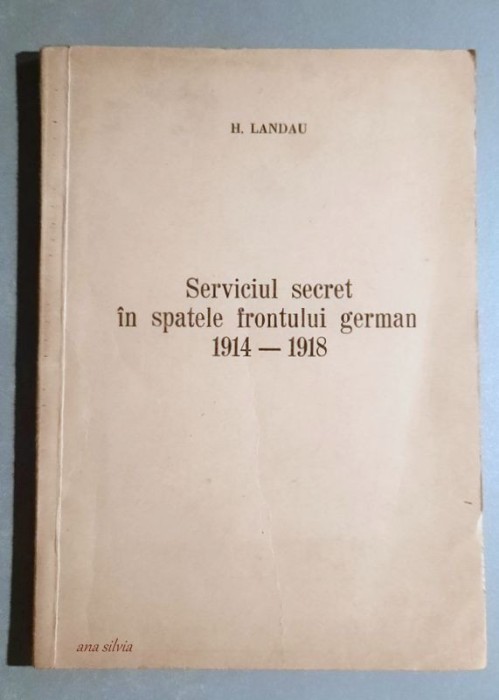 H. LANDAU
Serviciul secret
în spatele frontului german
1914 — 1918
ana silvia